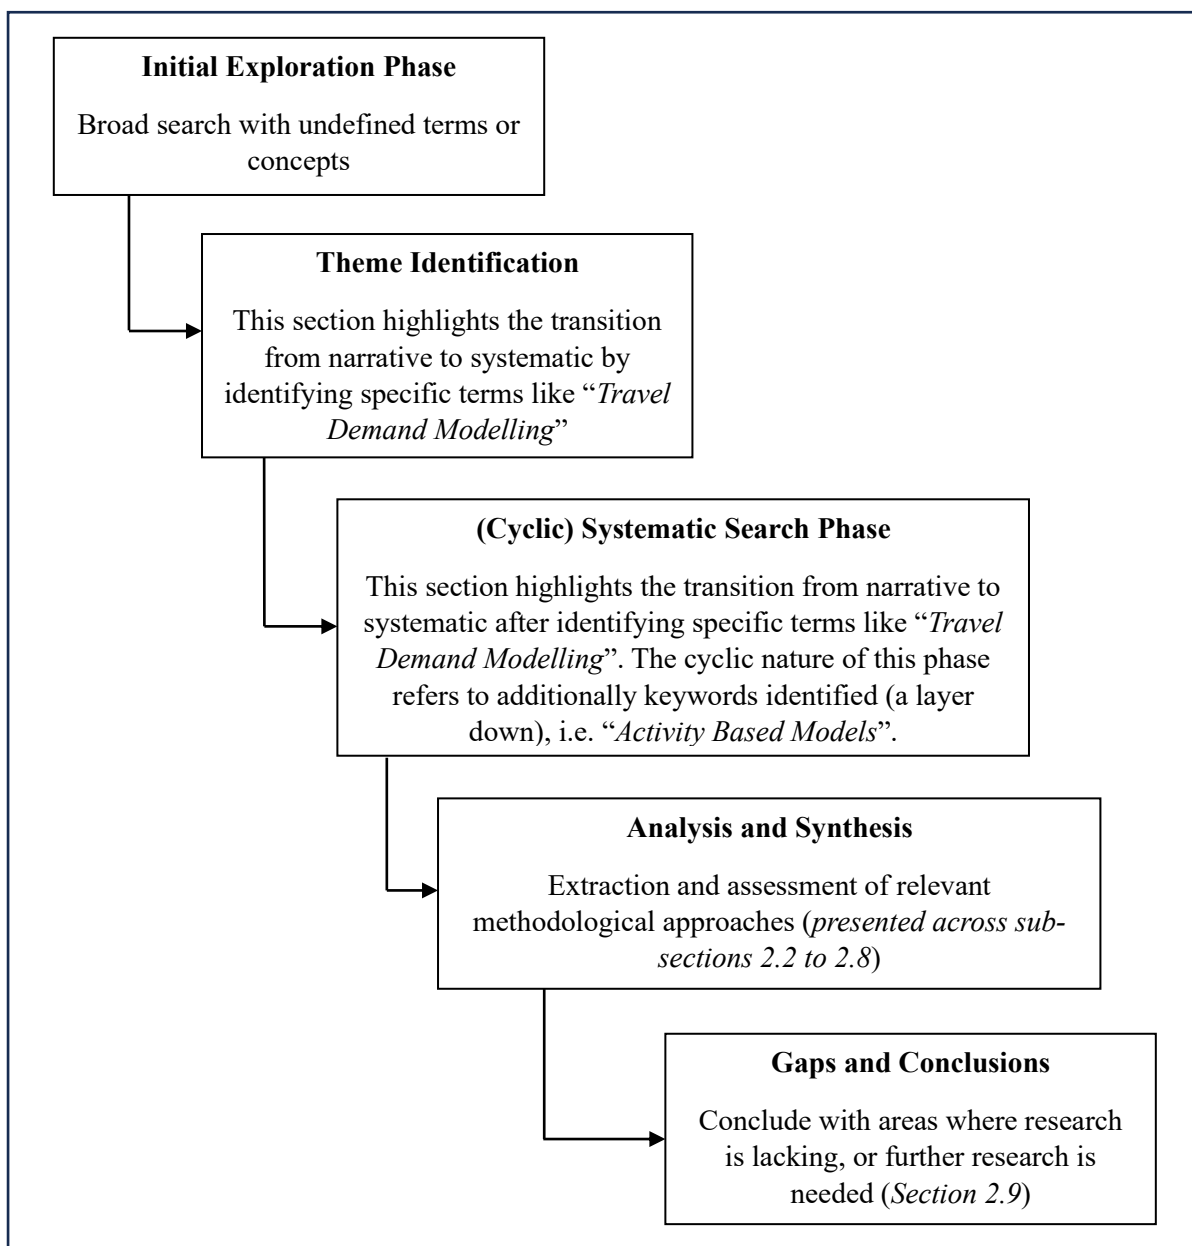 Initial Exploration Phase
Broad search with undefined terms or
concepts
Theme Identification
This section highlights the transition
from narrative to systematic by
identifying specific terms like “Travel
Demand Modelling”
(Cyclic) Systematic Search Phase
This section highlights the transition from narrative to
systematic after identifying specific terms like “Travel
Demand Modelling”. The cyclic nature of this phase
refers to additionally keywords identified (a layer
down), i.e. “Activity Based Models”.
Analysis and Synthesis
Extraction and assessment of relevant
methodological approaches (presented across sub-
sections 2.2 to 2.8)
Gaps and Conclusions
Conclude with areas where research
is lacking, or further research is
needed (Section 2.9)